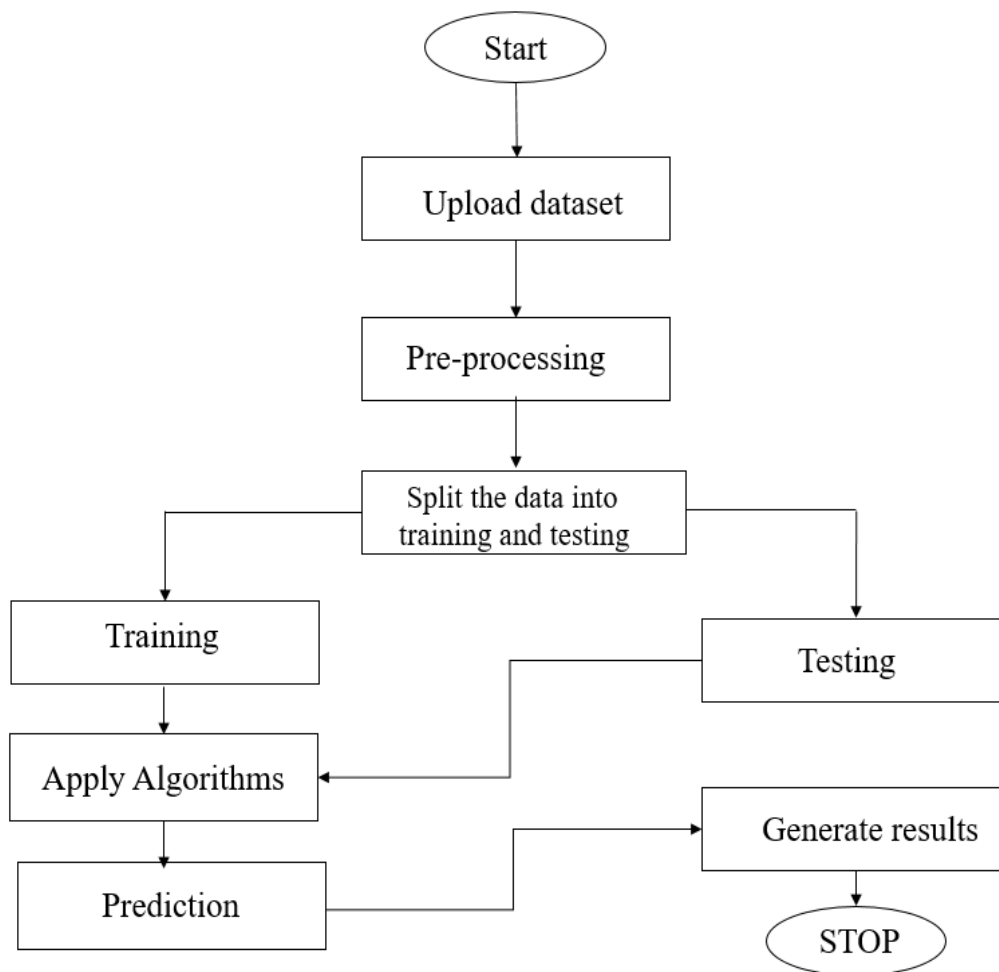 Start
Upload dataset
Pre-processing
Split the data into
training and testing
Training
Testing
Apply Algorithms
Generate results
Prediction
STOP